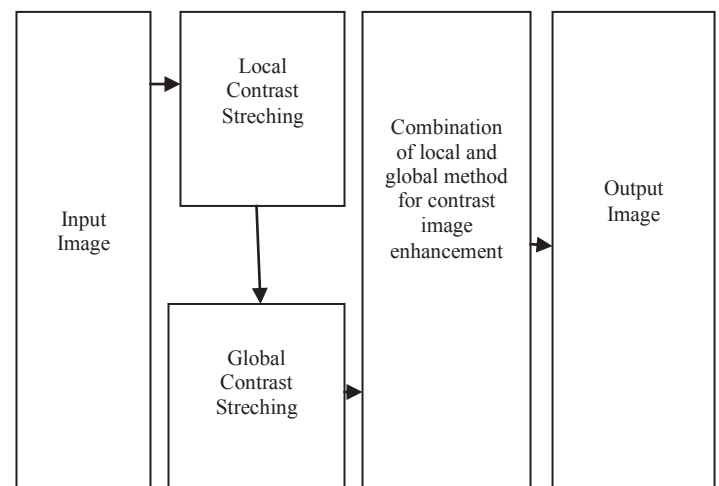 Input
Image
Local
Contrast
Streching
Global
Contrast
Streching
Combination
of local and
global method
for contrast
image
enhancement
Output
Image